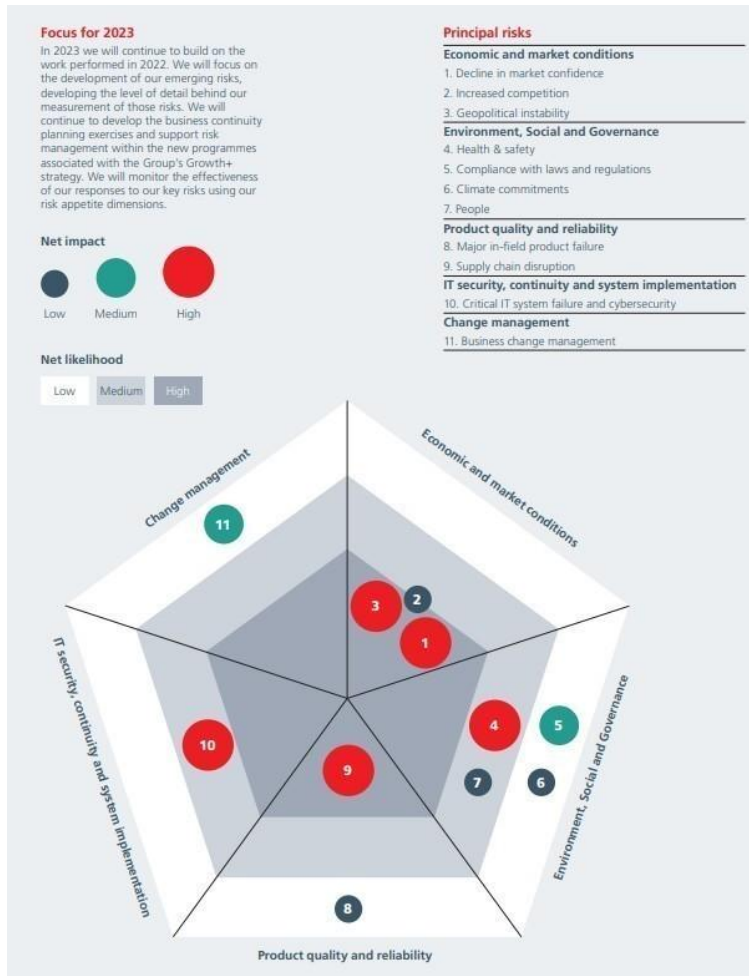 Focus for 2023
In 2023 we will continue to build on the
work performed in 2022. We will focus on
the development of our emerging risks,
developing the level of detail behind our
measurement of those risks. We will
continue to develop the business continuity
planning exercises and support risk
management within the new programmes
associated with the Group's Growth+
strategy. We will monitor the effectiveness
of our responses to our key risks using our
risk appetite dimensions.
Net impact
Low Medium High
Net likelihood
Low Medium High
Principal risks
Economic and market conditions
1. Decline in market confidence
2. Increased competition
3. Geopolitical instability
Environment, Social and Governance
4. Health & safety
5. Compliance with laws and regulations
6. Climate commitments
7. People
Product quality and reliability
8. Major in-field product failure
9. Supply chain disruption
IT security, continuity and system implementation
10. Critical IT system failure and cybersecurity
Change management
11. Business change management
Change management
Economic and market conditions
11
3
2
1
IT security, continuity and system implementation
Environment, Social and Governance
10
4
5
9
7
6
8
Product quality and reliability